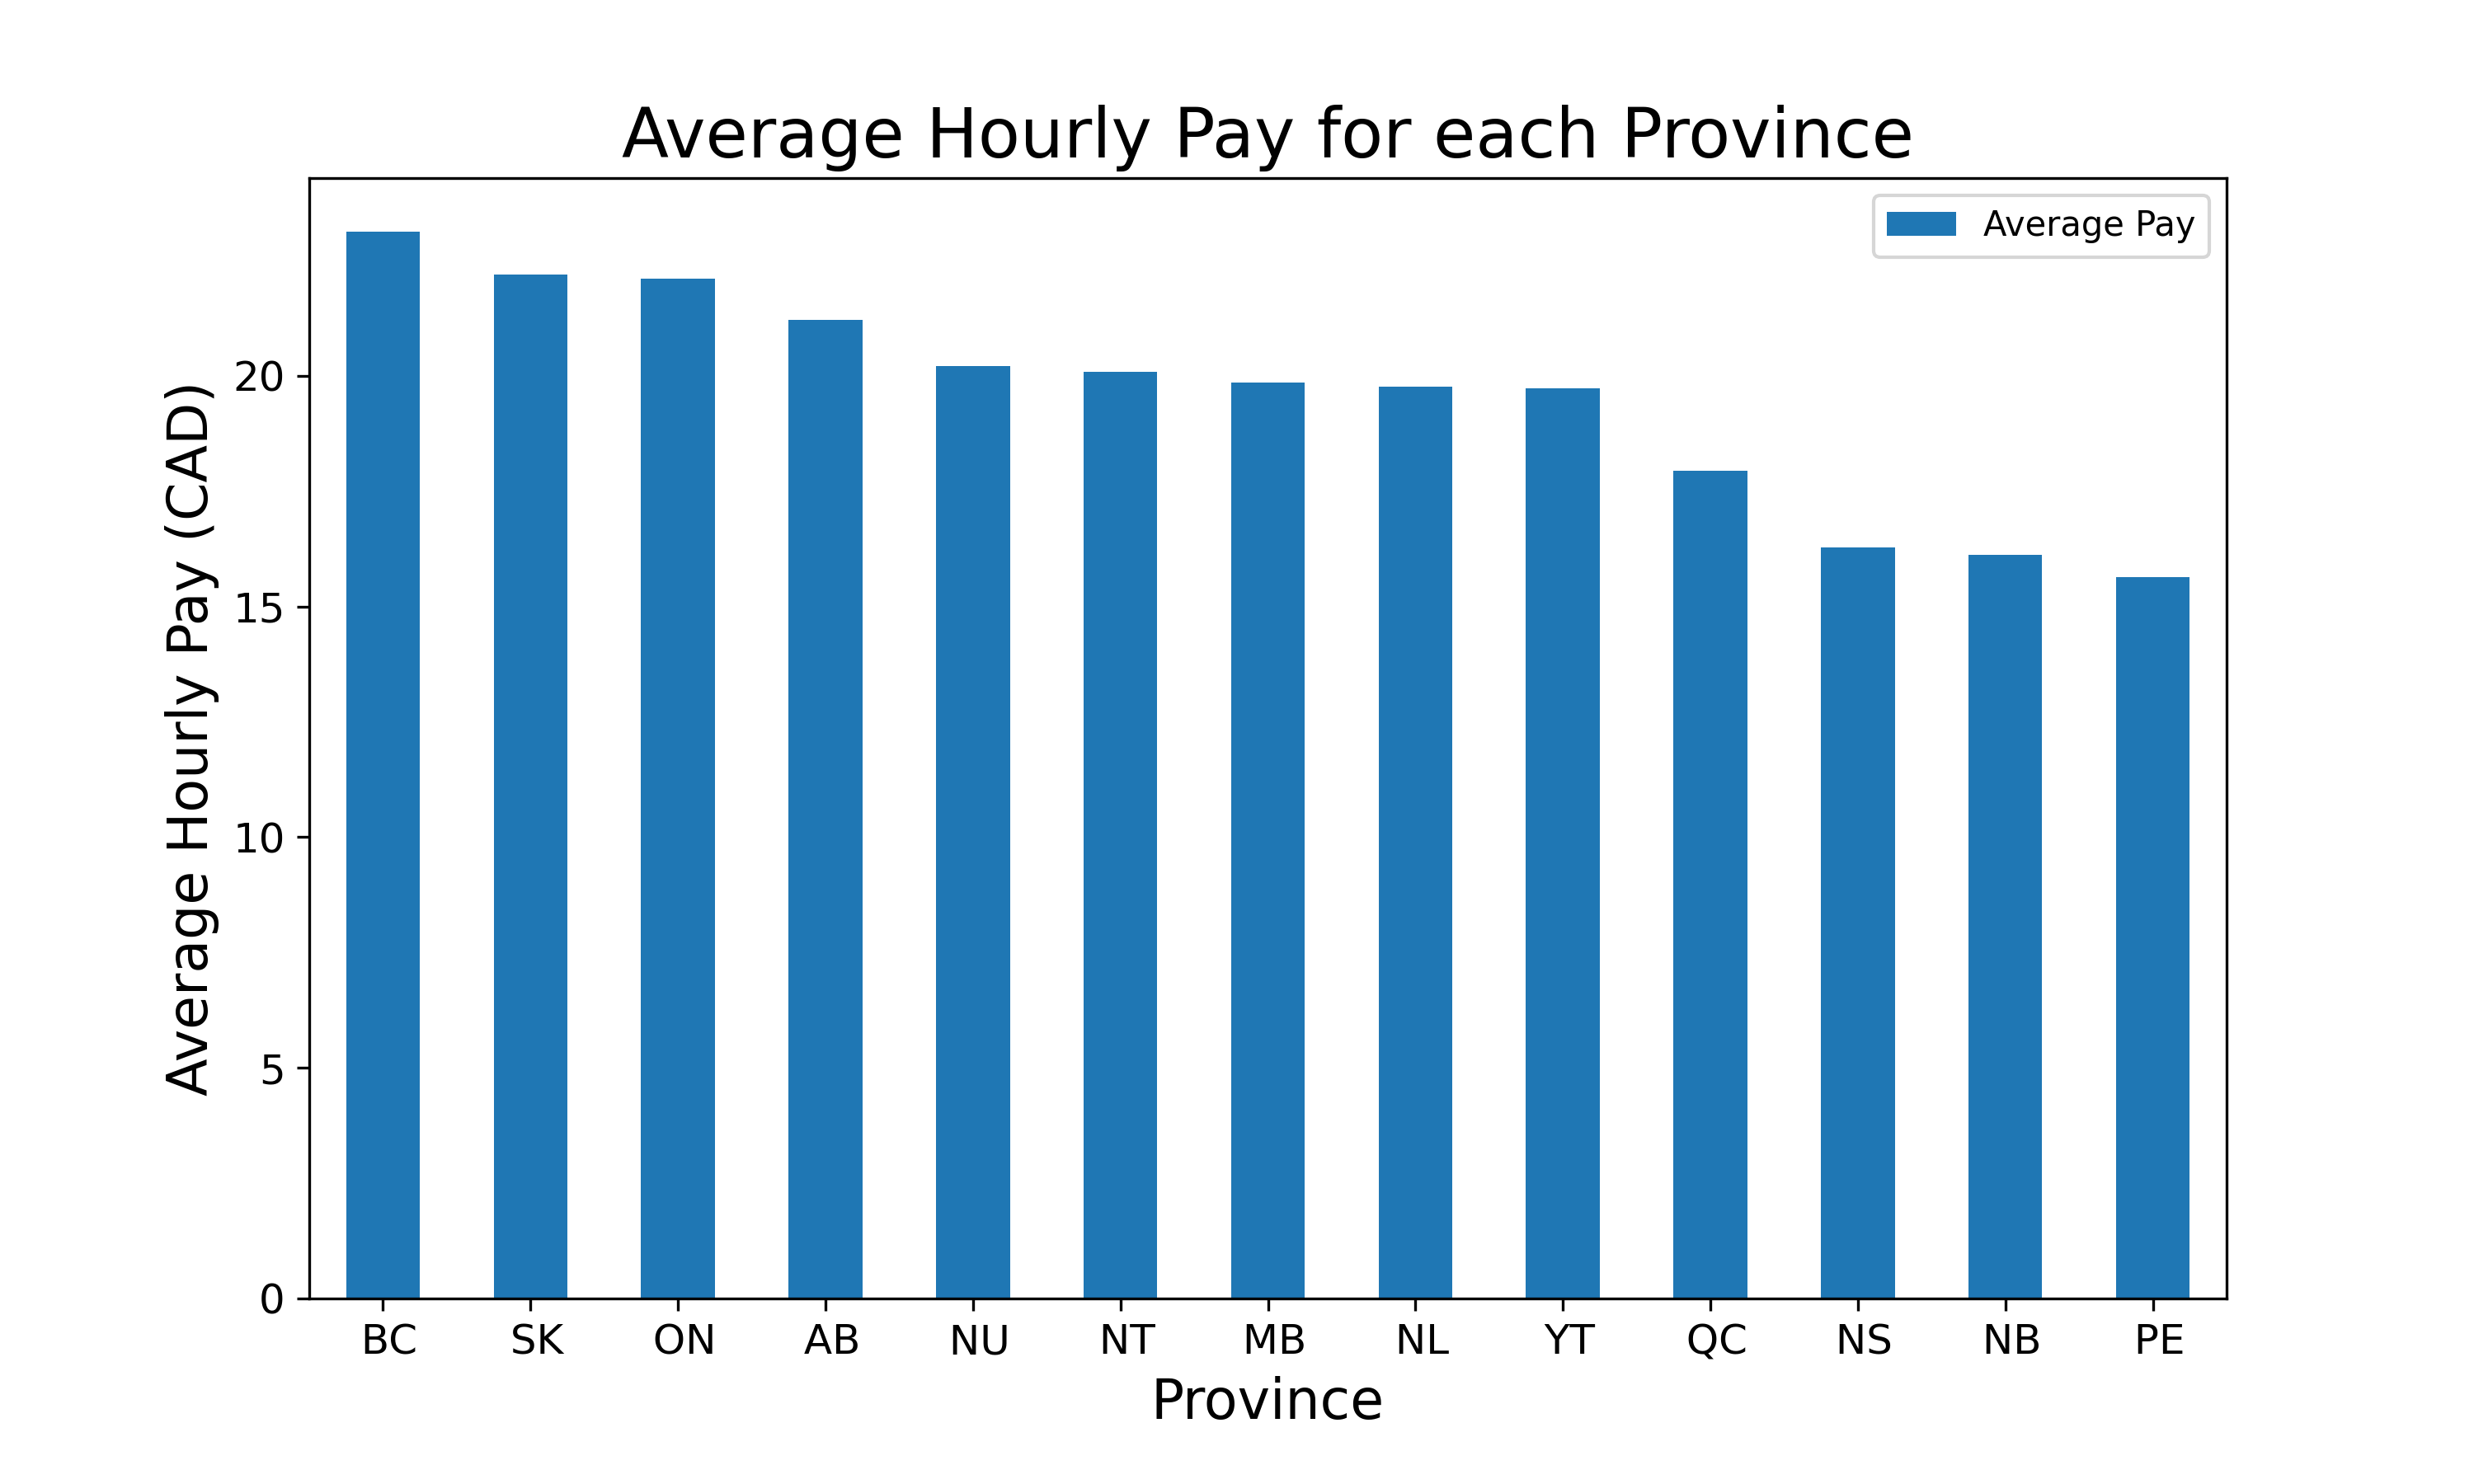 Average Hourly Pay for each Province
Average Pay
Average Hourly Pay (CAD)
20
15
10
5
0
BC SK ON AB NU NT MB NL YT QC NS NB PE
Province